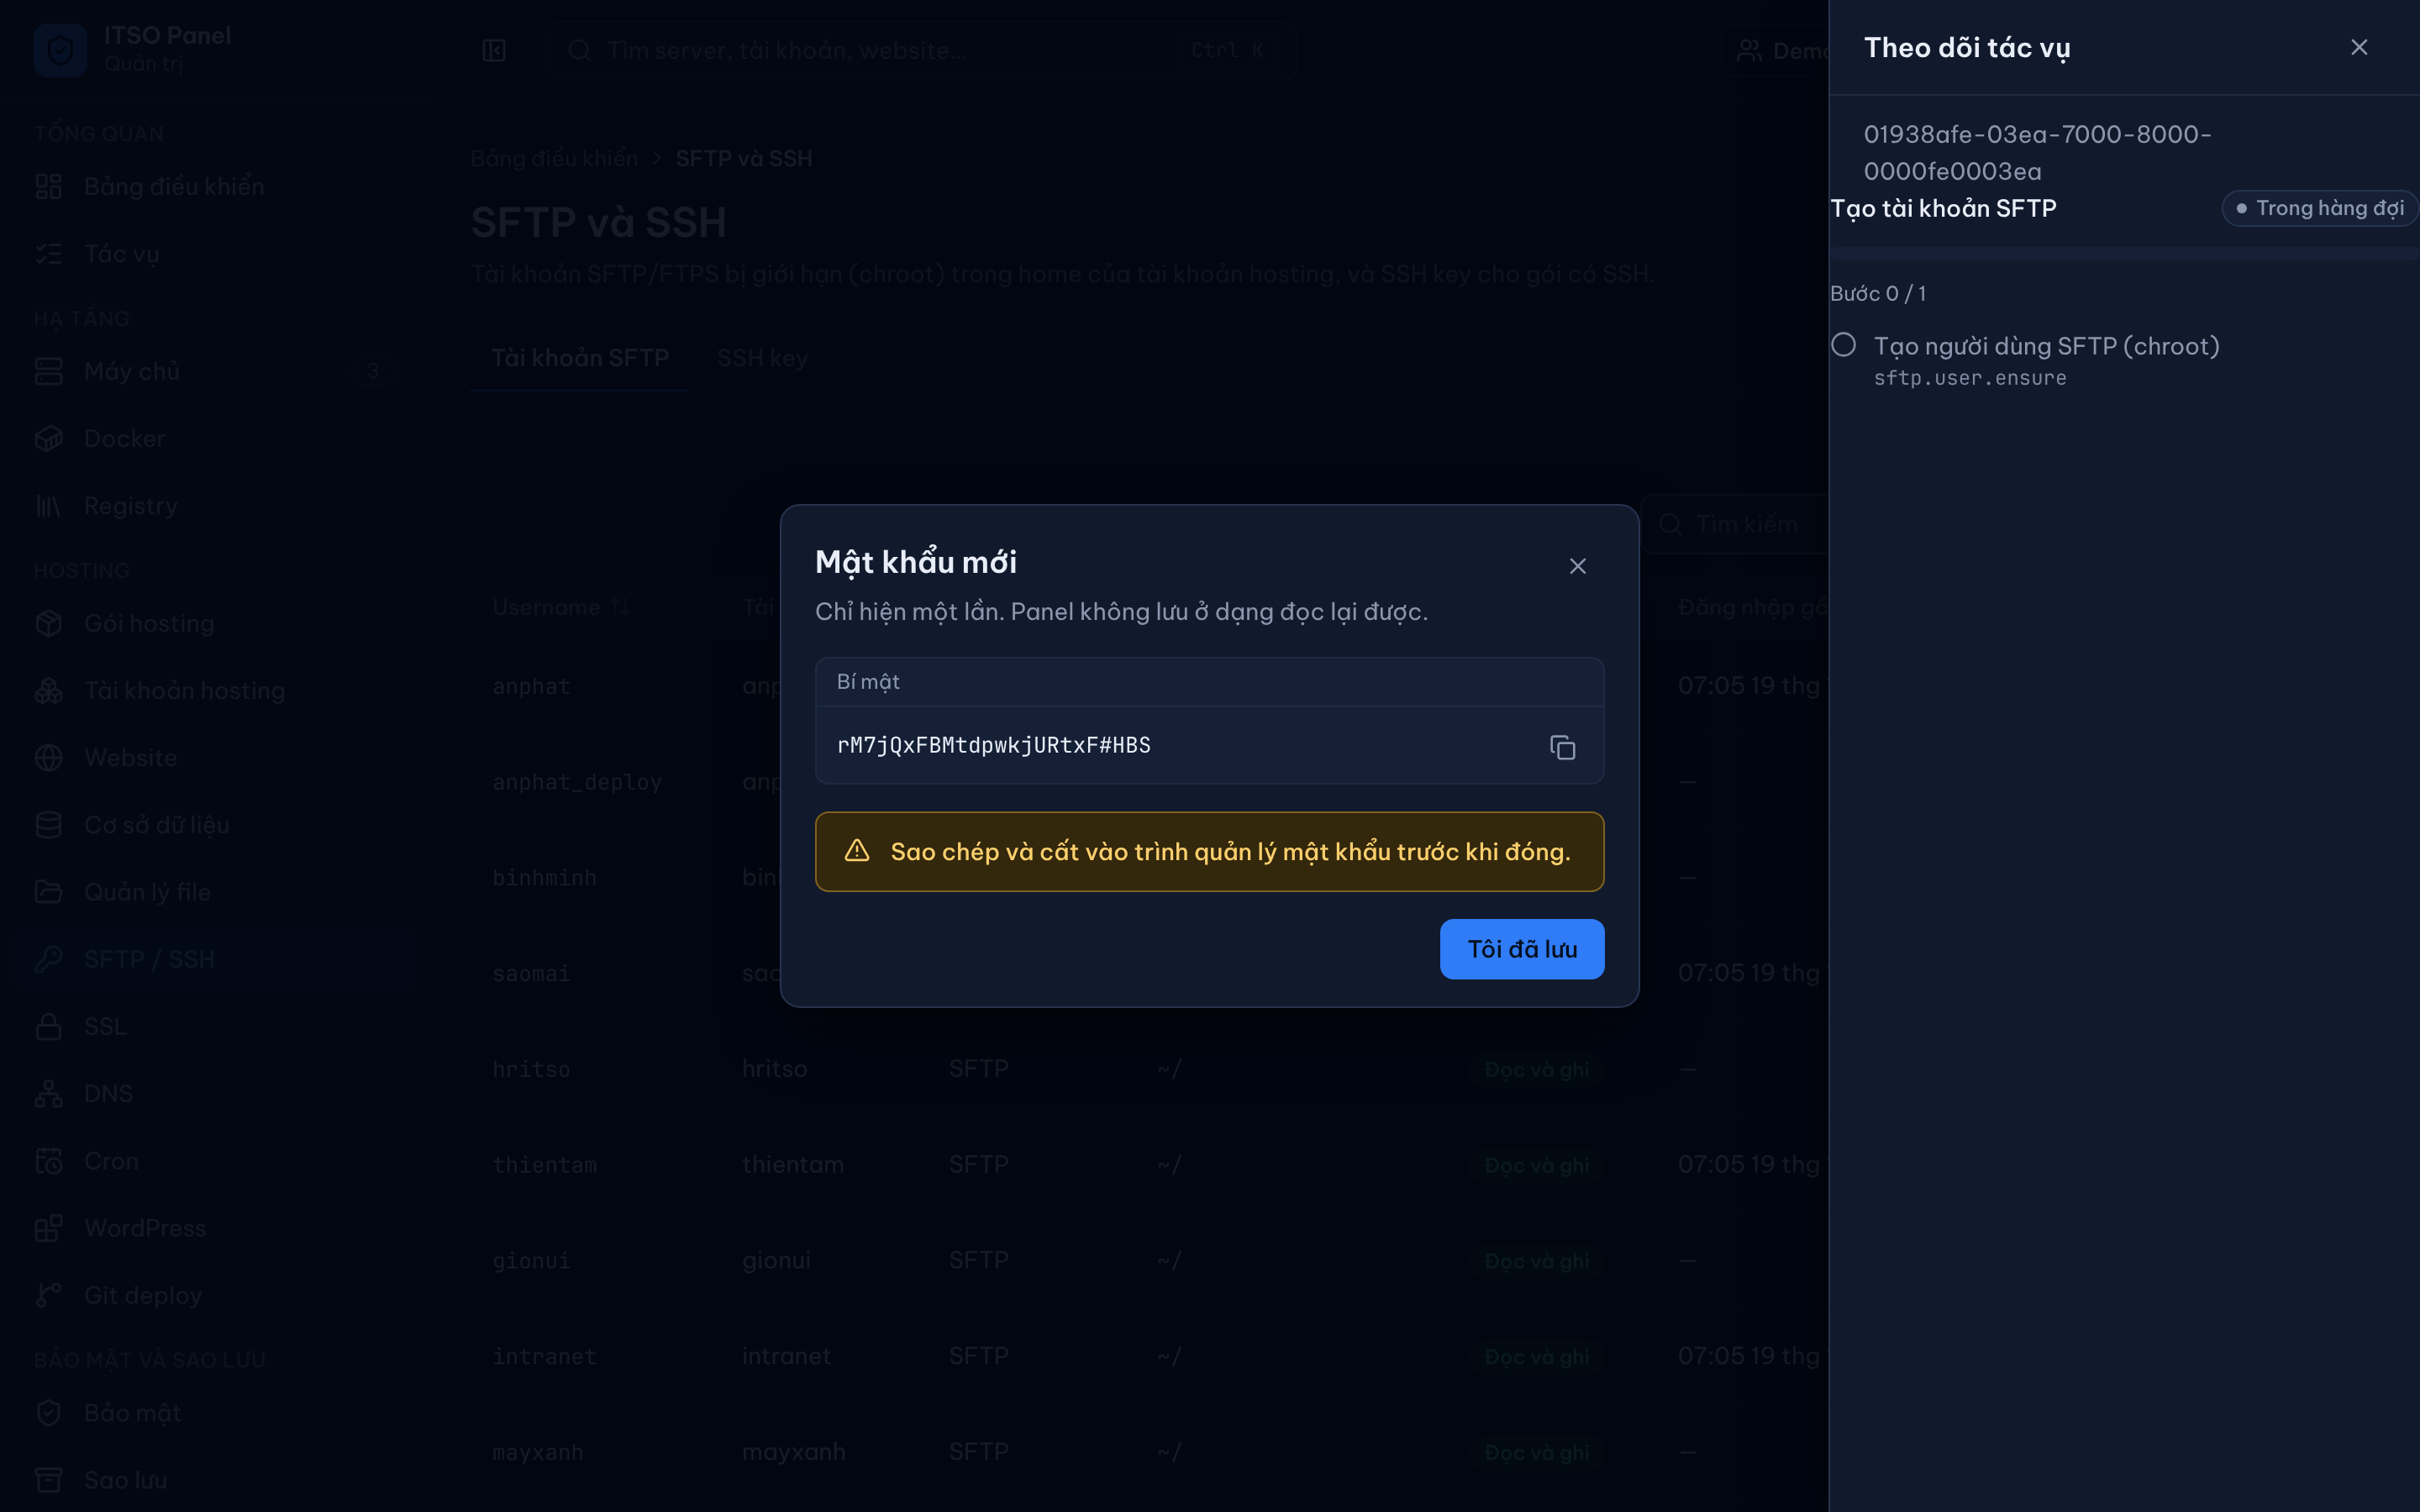 ITSO Panel
Quản trị
TỔNG QUAN
Bảng điều khiển
Tác vụ
HẠ TẦNG
Máy chủ 3
Docker
Registry
HOSTING
Gói hosting
Tài khoản hosting
Website
Cơ sở dữ liệu
Quản lý file
SFTP / SSH
SSL
DNS
Cron
WordPress
Git deploy
BẢO MẬT VÀ SAO LƯU
Bảo mật
Sao lưu
Tìm server, tài khoản, website... Ctrl K
Bảng điều khiển > SFTP và SSH
SFTP và SSH
Tài khoản SFTP/FTPS bị giới hạn (chroot) trong home của tài khoản hosting, và SSH key cho gói có SSH.
Tài khoản SFTP SSH key
Tìm kiếm
Username Tài Đăng nhập
anphat anp 07:05 19 thg
anphat_deploy anp —
binhminh binh —
saomai sao 07:05 19 thg
hritso hritso SFTP ~/ Đọc và ghi —
thientam thientam SFTP ~/ Đọc và ghi 07:05 19 thg
gionui gionui SFTP ~/ Đọc và ghi —
intranet intranet SFTP ~/ Đọc và ghi 07:05 19 thg
mayxanh mayxanh SFTP ~/ Đọc và ghi —
Mật khẩu mới
Chỉ hiện một lần. Panel không lưu ở dạng đọc lại được.
Bí mật
rM7jQxFBMtdpwkjURtxF#HBS
Sao chép và cất vào trình quản lý mật khẩu trước khi đóng.
Tôi đã lưu
Theo dõi tác vụ
01938afe-03ea-7000-8000-
0000fe0003ea
Tạo tài khoản SFTP Trong hàng đợi
Bước 0 / 1
Tạo người dùng SFTP (chroot)
sftp.user.ensure